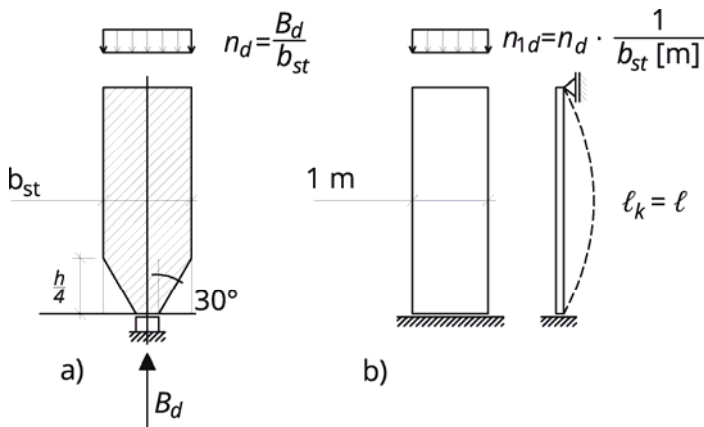 n_d = B_d / b_st
n_1d = n_d · 1 / b_st [m]
b_st
1 m
ℓ_k = ℓ
h/4
30°
a)
b)
B_d